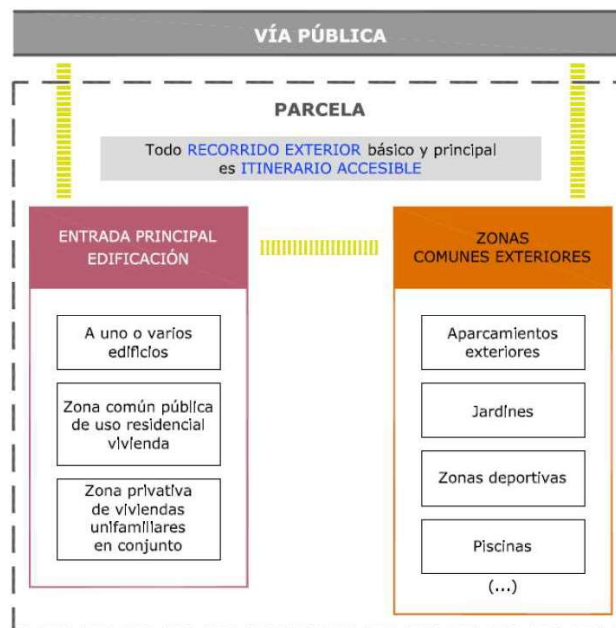 VÍA PÚBLICA
PARCELA
Todo RECORRIDO EXTERIOR básico y principal
es ITINERARIO ACCESIBLE
ENTRADA PRINCIPAL
EDIFICACIÓN
A uno o varios
edificios
Zona común pública
de uso residencial
vivienda
Zona privativa
de viviendas
unifamiliares
en conjunto
ZONAS
COMUNES EXTERIORES
Aparcamientos
exteriores
Jardines
Zonas deportivas
Piscinas
(...)